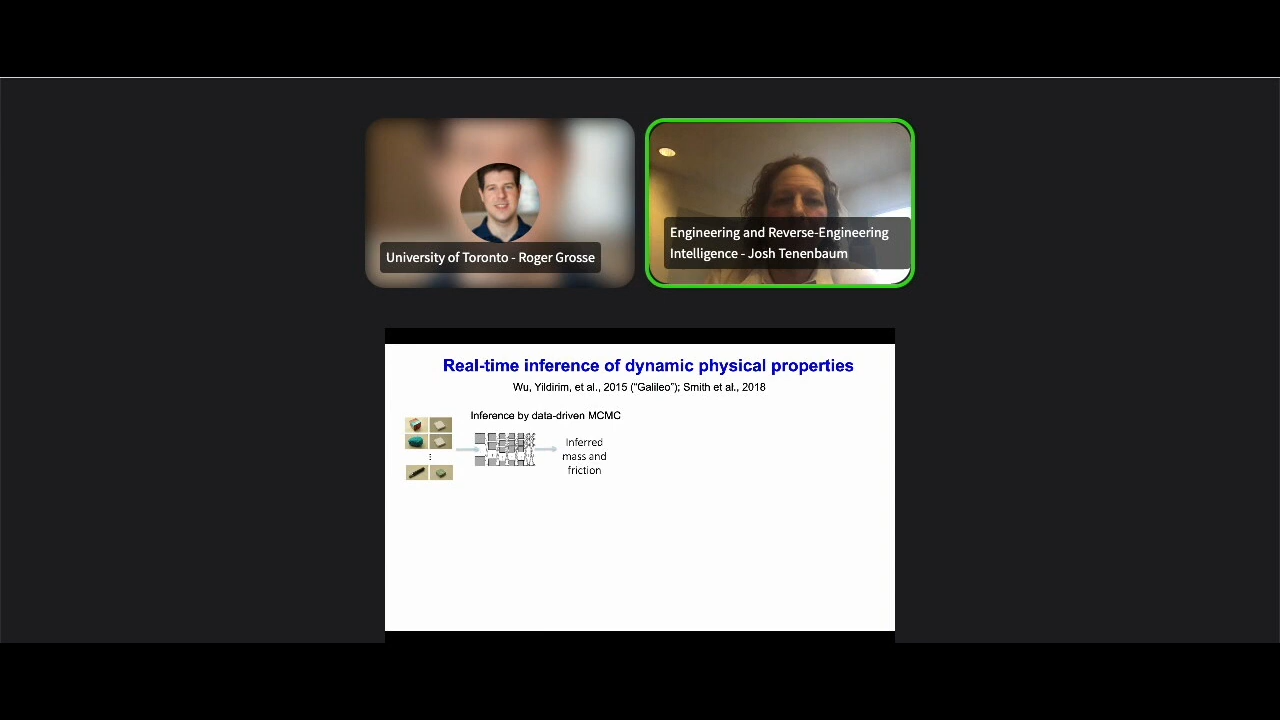 University of Toronto - Roger Grosse
Engineering and Reverse-Engineering
Intelligence - Josh Tenenbaum
Real-time inference of dynamic physical properties
Wu, Yildirim, et al., 2015 ("Galileo"); Smith et al., 2018
Inference by data-driven MCMC
Inferred
mass and
friction